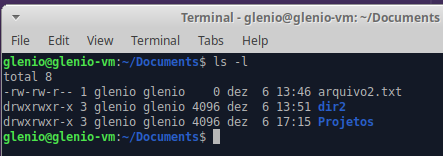 Terminal - glenio@glenio-vm:~/Documents
File Edit View Terminal Tabs Help
glenio@glenio-vm:~/Documents$ ls -l
total 8
-rw-rw-r-- 1 glenio glenio    0 dez  6 13:46 arquivo2.txt
drwxrwxr-x 3 glenio glenio 4096 dez  6 13:51 dir2
drwxrwxr-x 3 glenio glenio 4096 dez  6 17:15 Projetos
glenio@glenio-vm:~/Documents$